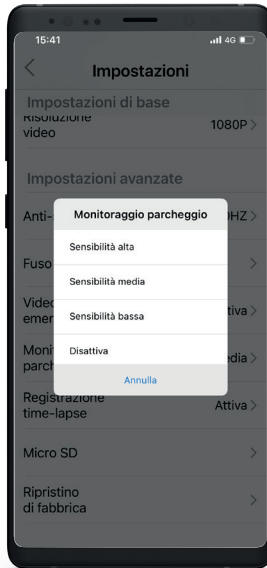 15:41
4G
Impostazioni
Impostazioni di base
Risoluzione
video
1080P >
Impostazioni avanzate
Anti-
HZ >
Monitoraggio parcheggio
Sensibilità alta
Fuso
>
Sensibilità media
Video
emer
tiva >
Sensibilità bassa
Moni
parch
edia >
Disattiva
Annulla
Registrazione
time-lapse
Attiva >
Micro SD
>
Ripristino
di fabbrica
>